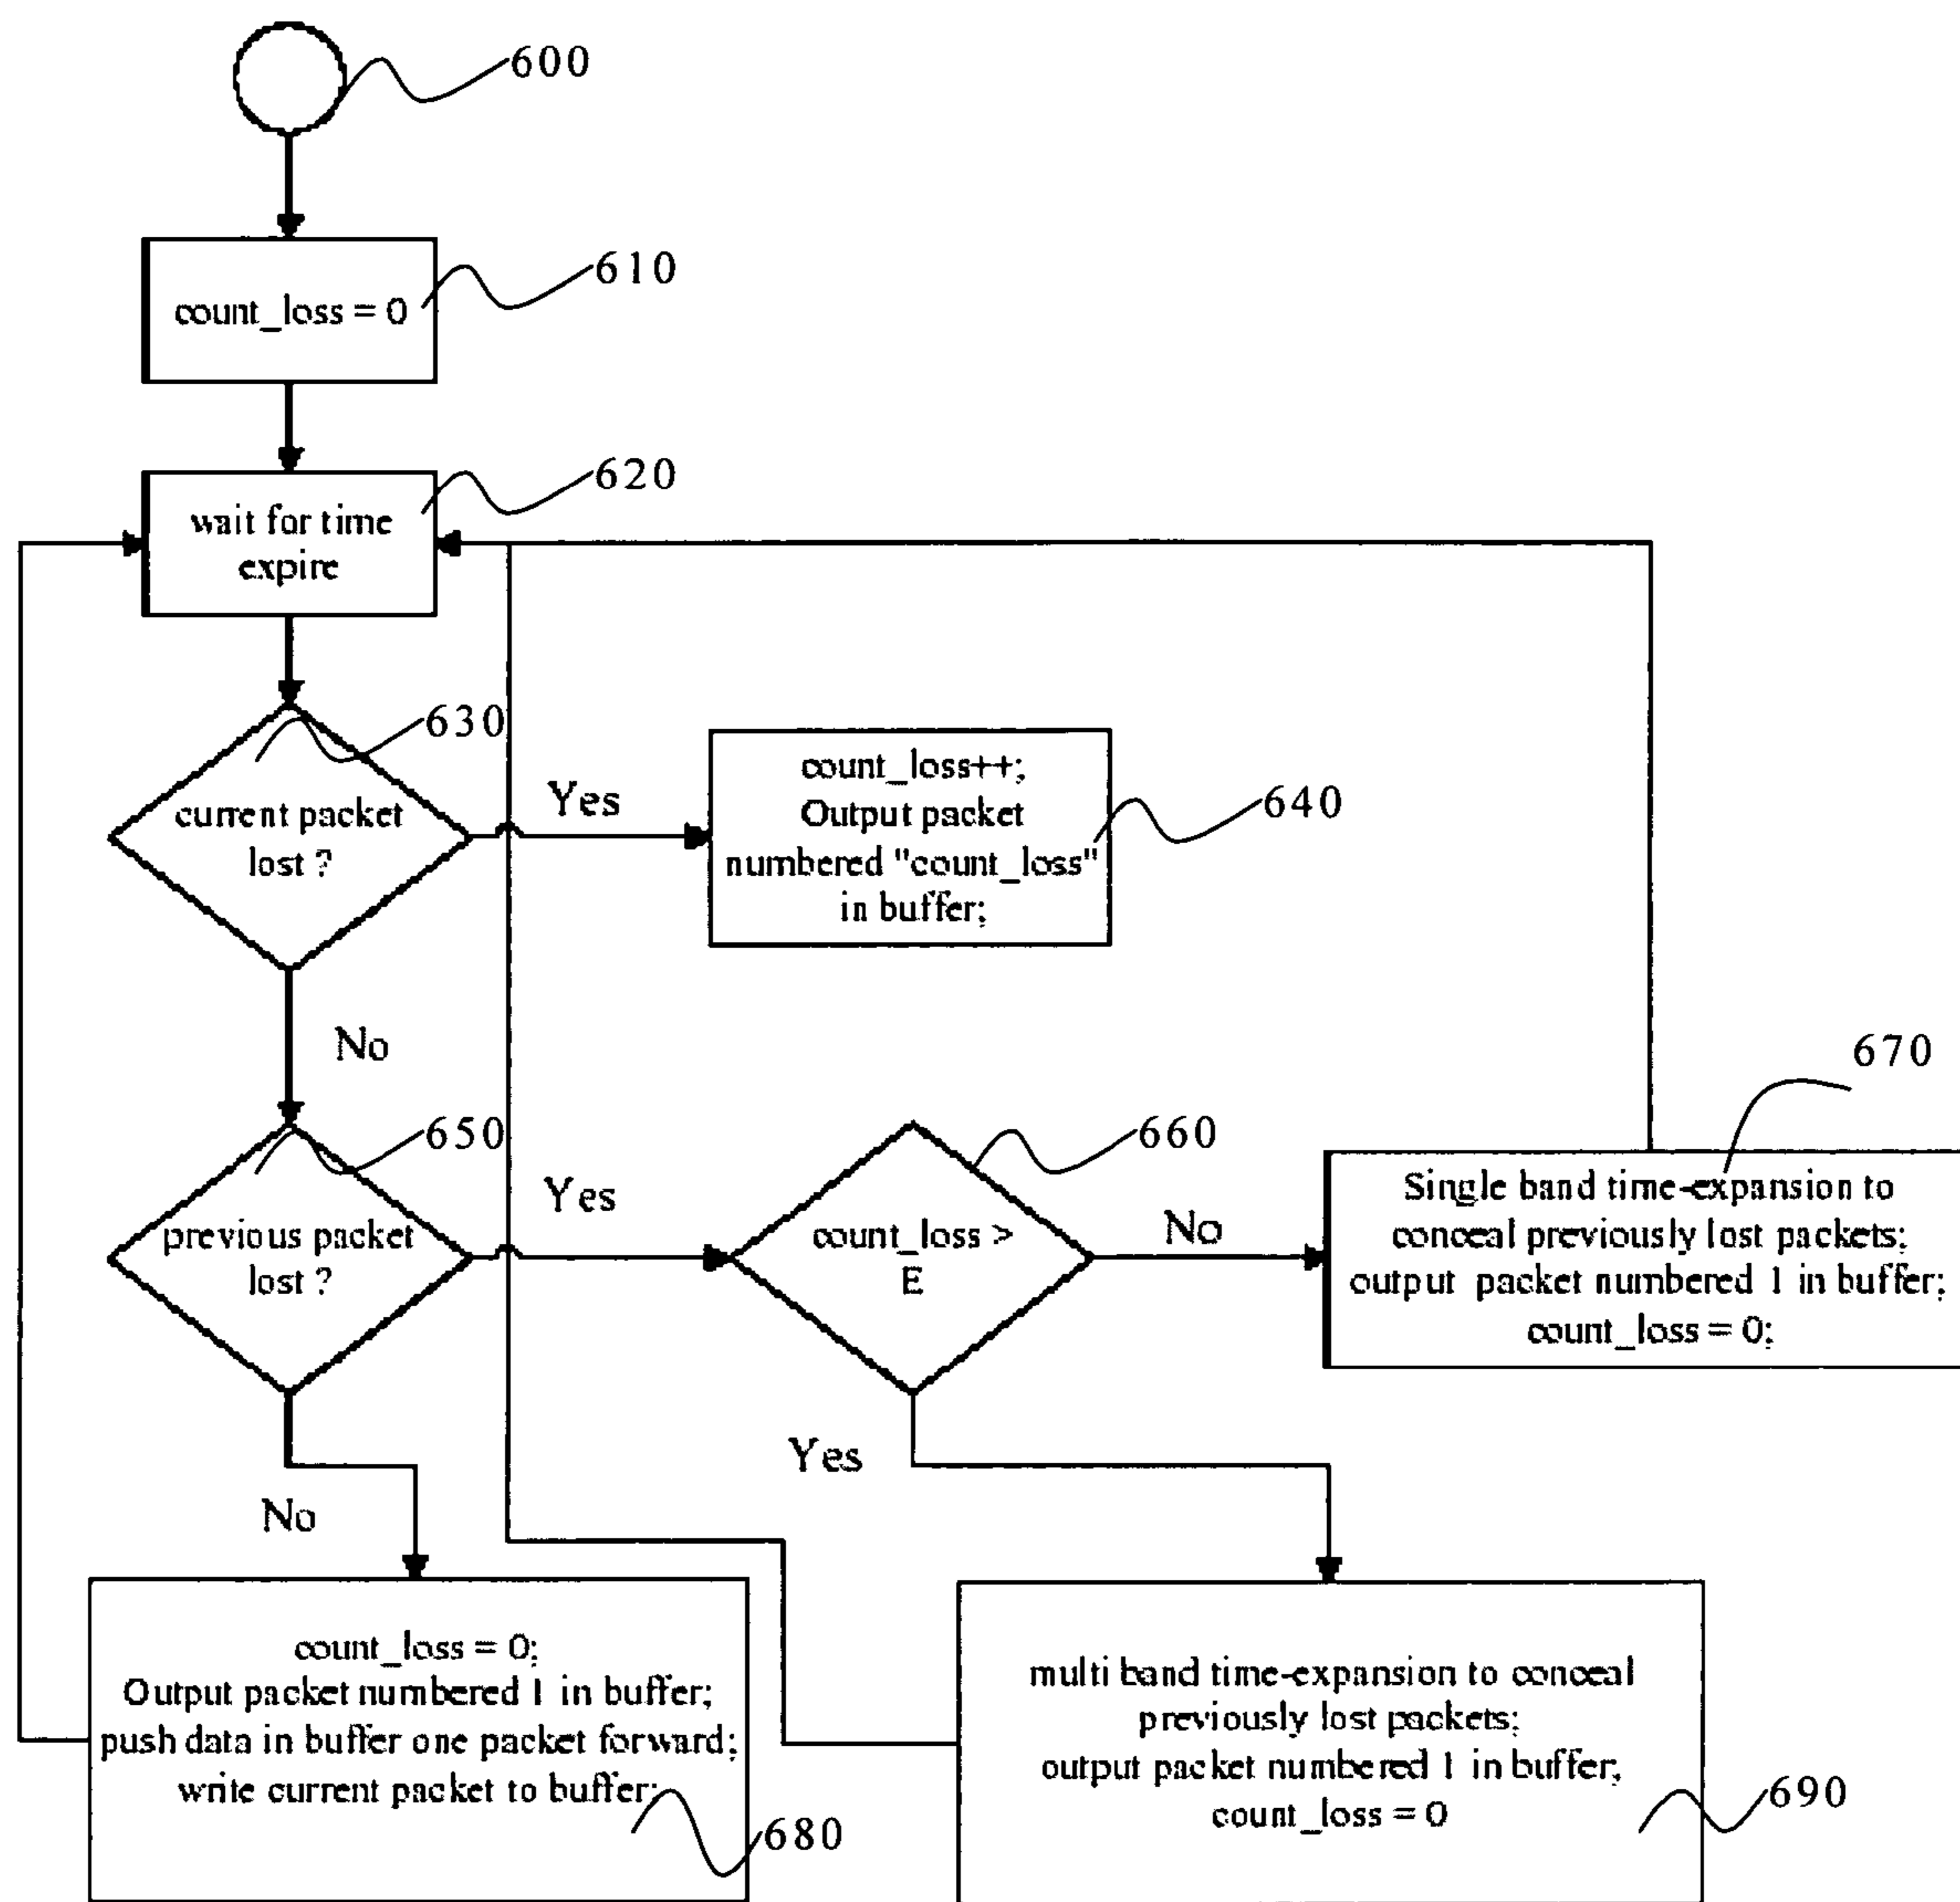 600
610
count_loss = 0
620
wait for time
expire
630
current packet
lost ?
Yes
count_loss++;
Output packet
numbered "count_loss"
in buffer;
640
No
650
previous packet
lost ?
Yes
660
count_loss >
E
No
670
Single band time-expansion to
conceal previously lost packets;
output packet numbered 1 in buffer;
count_loss = 0;
Yes
No
count_loss = 0;
Output packet numbered 1 in buffer;
push data in buffer one packet forward;
write current packet to buffer;
680
multi band time-expansion to conceal
previously lost packets;
output packet numbered 1 in buffer;
count_loss = 0
690